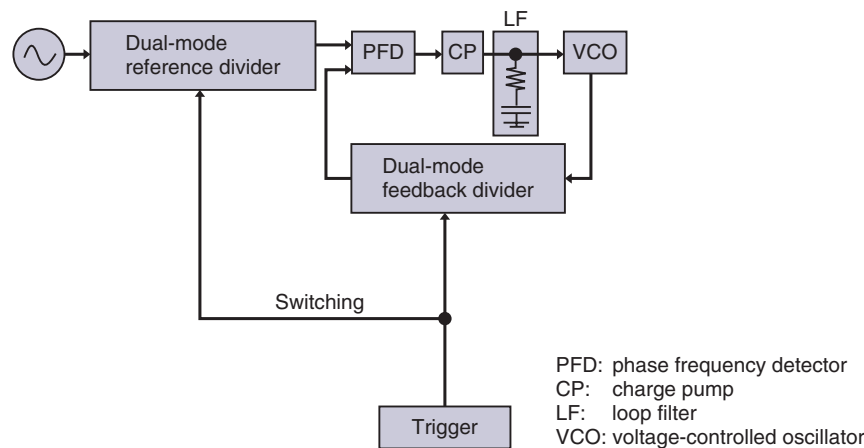 LF
Dual-mode
reference divider
PFD
CP
VCO
Dual-mode
feedback divider
Switching
Trigger
PFD: phase frequency detector
CP: charge pump
LF: loop filter
VCO: voltage-controlled oscillator